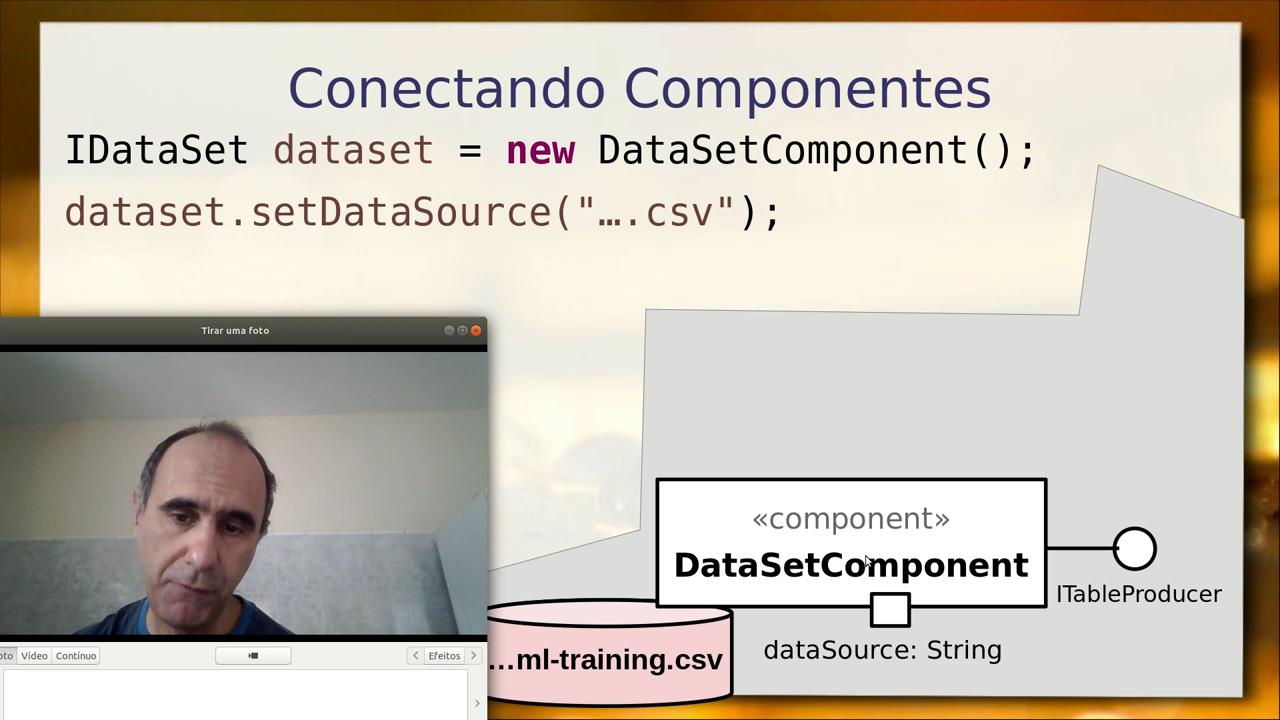 Conectando Componentes
IDataSet dataset = new DataSetComponent();
dataset.setDataSource("….csv");
Tirar uma foto
«component»
DataSetComponent
ITableProducer
dataSource: String
…ml-training.csv
Vídeo Contínuo
Efeitos